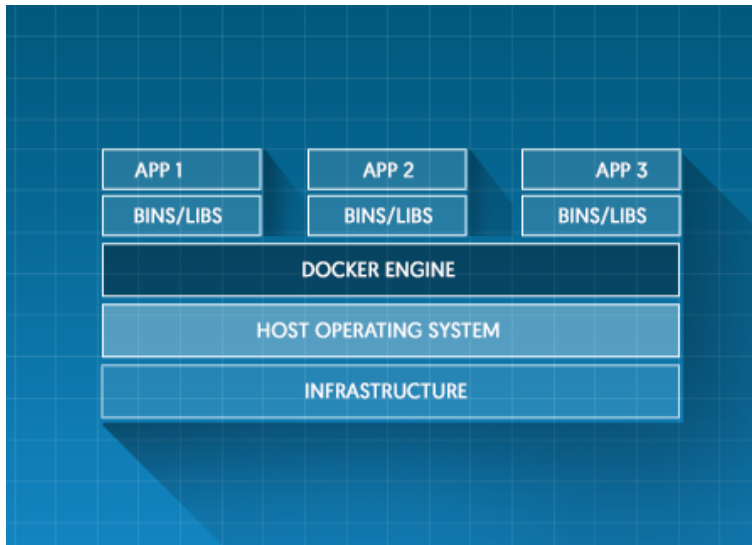 APP 1 APP 2 APP 3
BINS/LIBS BINS/LIBS BINS/LIBS
DOCKER ENGINE
HOST OPERATING SYSTEM
INFRASTRUCTURE